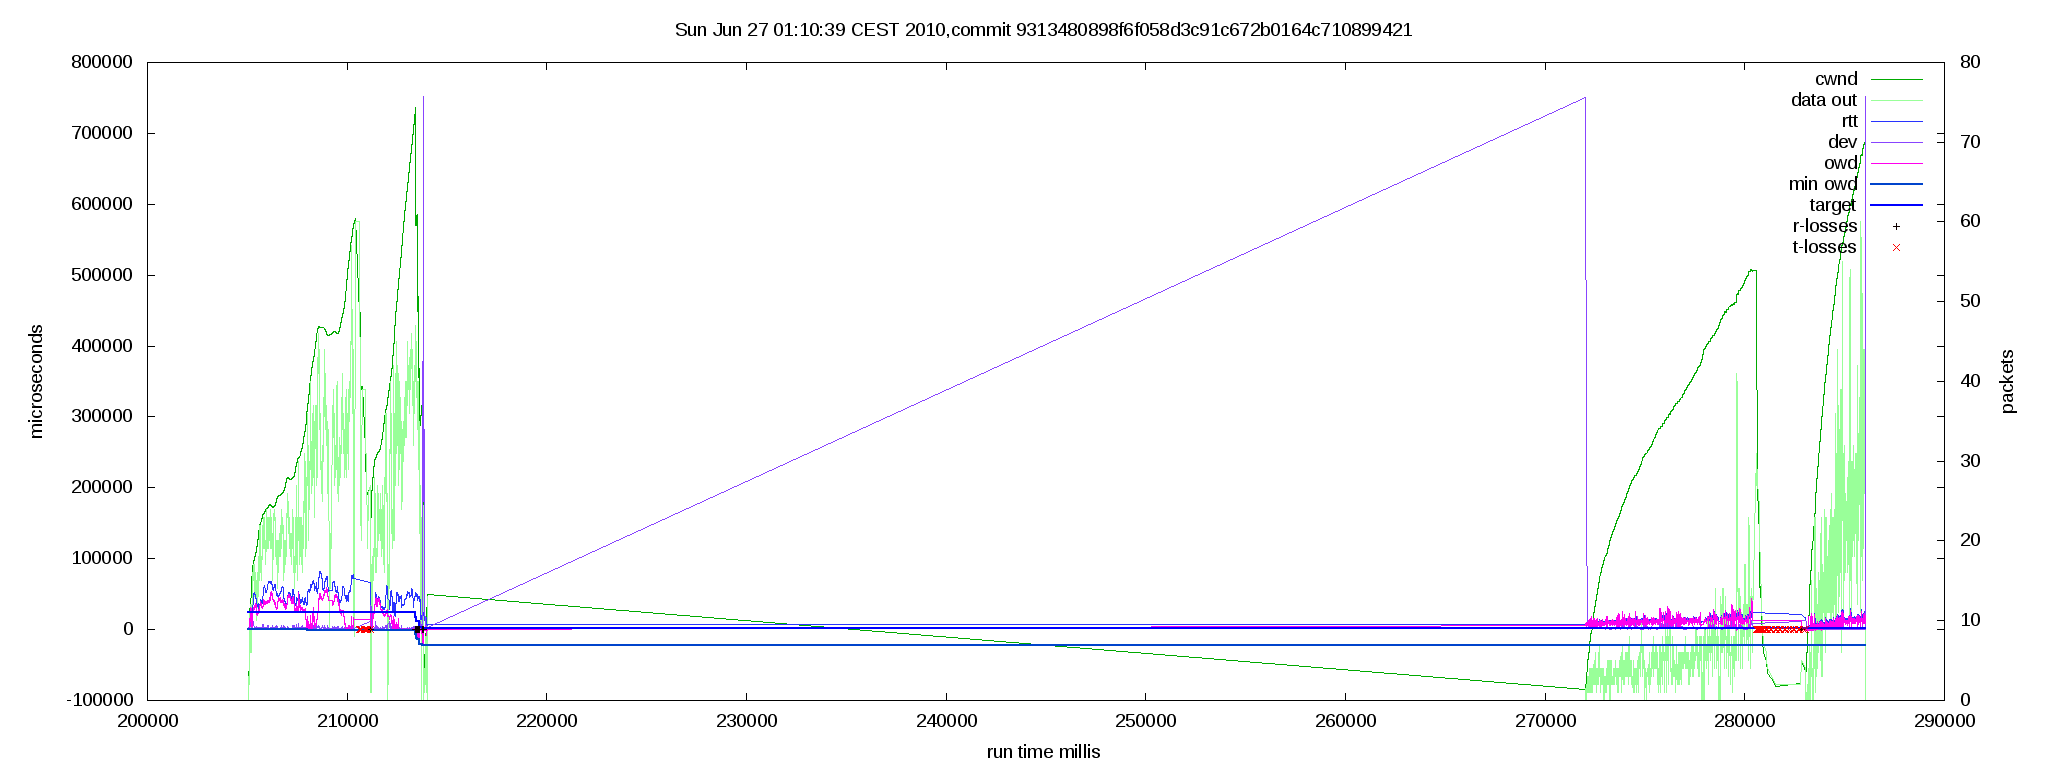 Sun Jun 27 01:10:39 CEST 2010,commit 9313480898f6f058d3c91c672b0164c710899421
800000
700000
600000
500000
400000
300000
200000
100000
0
-100000
microseconds
80
70
60
50
40
30
20
10
0
packets
cwnd
data out
rtt
dev
owd
min owd
target
r-losses
t-losses
200000 210000 220000 230000 240000 250000 260000 270000 280000 290000
run time millis